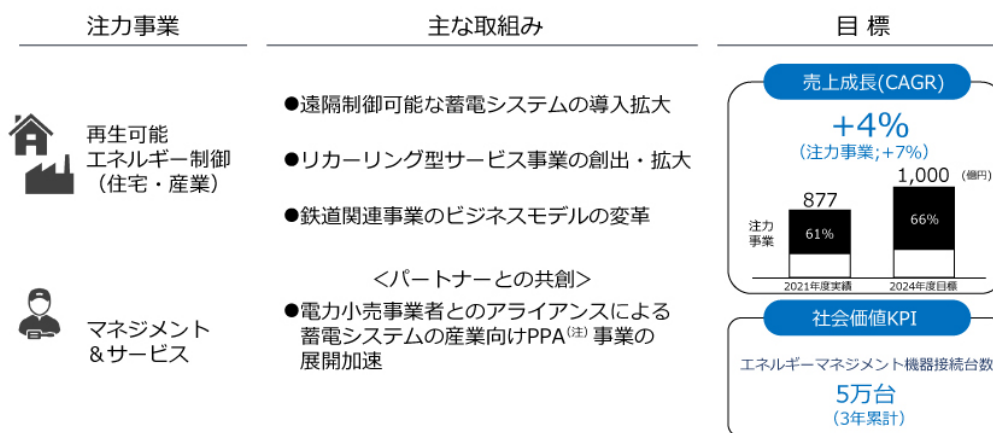 注力事業
主な取組み
目 標
再生可能
エネルギー制御
（住宅・産業）
マネジメント
＆サービス
●遠隔制御可能な蓄電システムの導入拡大
●リカーリング型サービス事業の創出・拡大
●鉄道関連事業のビジネスモデルの変革
＜パートナーとの共創＞
●電力小売事業者とのアライアンスによる
蓄電システムの産業向けPPA(注) 事業の
展開加速
売上成長(CAGR)
+4%
(注力事業;+7%)
1,000 (億円)
877
注力
事業
61%
66%
2021年度実績
2024年度目標
社会価値KPI
エネルギーマネジメント機器接続台数
5万台
(3年累計)